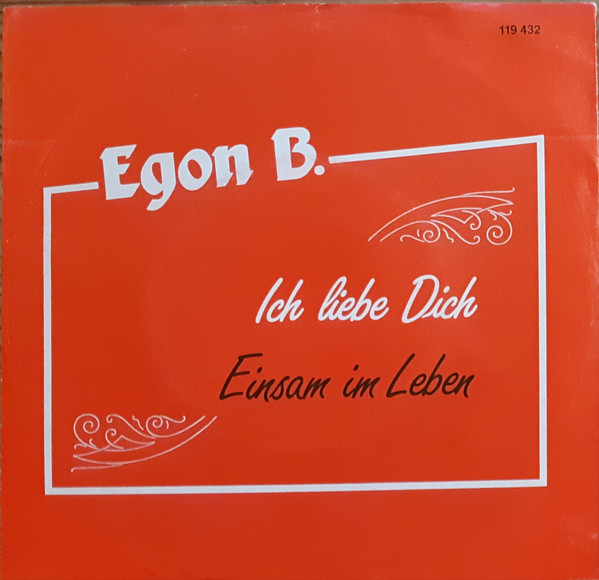 119 432
Egon B.
Ich liebe Dich
Einsam im Leben